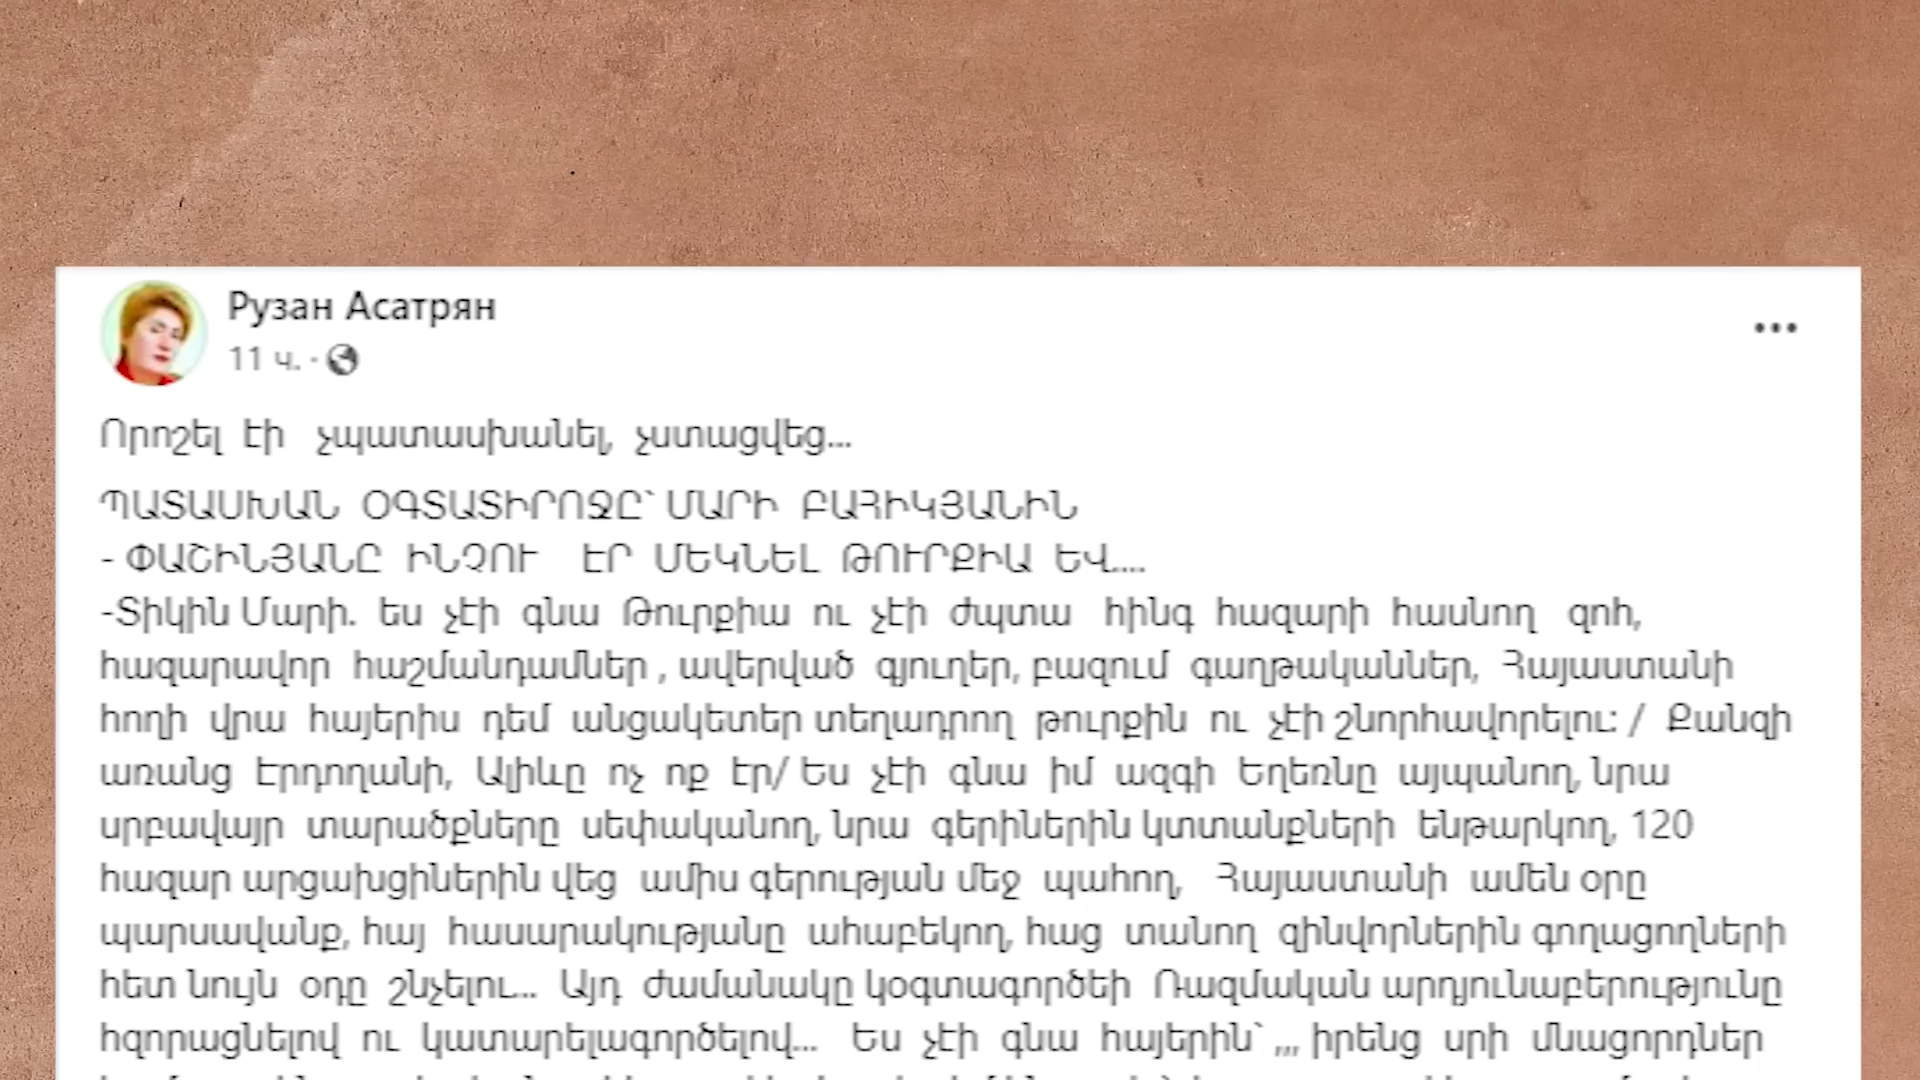 Рузан Асатрян
11 ч. ·
Որոշել էի չպատասխանել, չստացվեց...
ՊԱՏԱՍԽԱՆ ՕԳՏԱՏԻՐՈՋԸ՝ ՄԱՐԻ ԲԱՀԻԿՅԱՆԻՆ
- ՓԱՇԻՆՅԱՆԸ ԻՆՉՈՒ ԷՐ ՄԵԿՆԵԼ ԹՈՒՐՔԻԱ ԵՎ....
-Տիկին Մարի. ես չէի գնա Թուրքիա ու չէի ժպտա հինգ հազարի հասնող զոհ,
հազարավոր հաշմանդամներ , ավերված գյուղեր, բազում գաղթականներ, Հայաստանի
հողի վրա հայերիս դեմ անցակետեր տեղադրող թուրքին ու չէի շնորհավորելու: / Քանզի
առանց Էրդողանի, Ալիևը ոչ ոք էր/ Ես չէի գնա իմ ազգի Եղեռնը այպանող, նրա
սրբավայր տարածքները սեփականող, նրա գերիներին կտտանքների ենթարկող, 120
հազար արցախցիներին վեց ամիս գերության մեջ պահող, Հայաստանի ամեն օրը
պարսավանք, հայ հասարակությանը ահաբեկող, հաց տանող զինվորներին գողացողների
հետ նույն օդը շնչելու... Այդ ժամանակը կօգտագործեի Ռազմական արդյունաբերությունը
հզորացնելով ու կատարելագործելով... Ես չէի գնա հայերին՝ ,,, իրենց սրի մնացորդներ